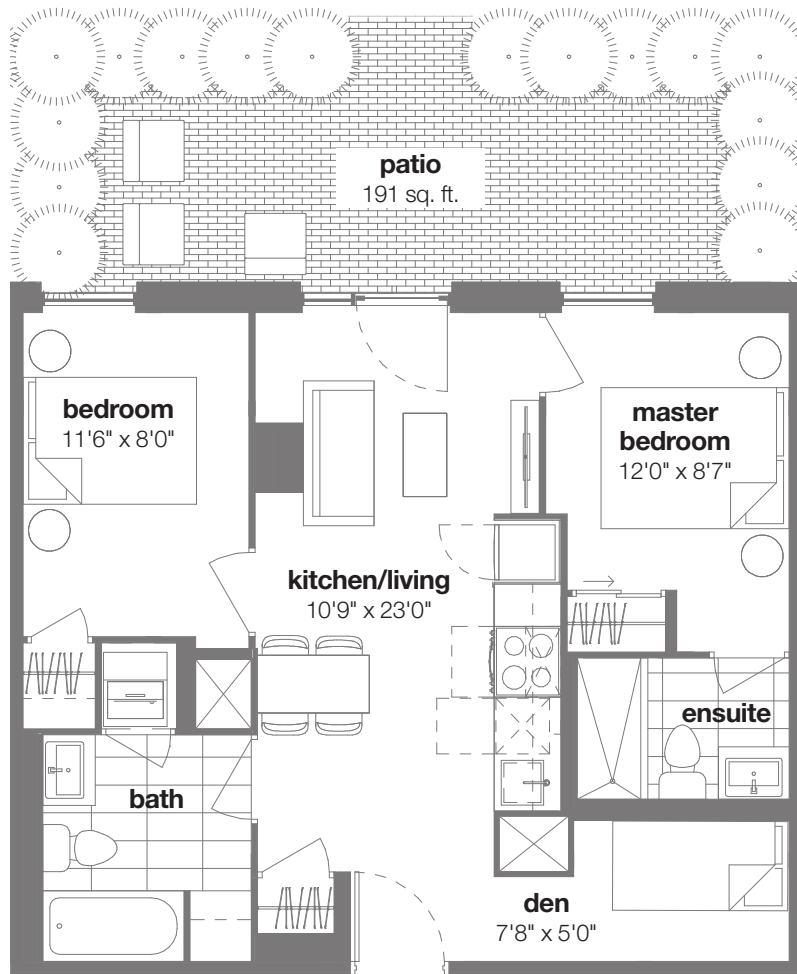 patio
191 sq. ft.
bedroom
11'6" x 8'0"
master
bedroom
12'0" x 8'7"
kitchen/living
10'9" x 23'0"
ensuite
bath
den
7'8" x 5'0"